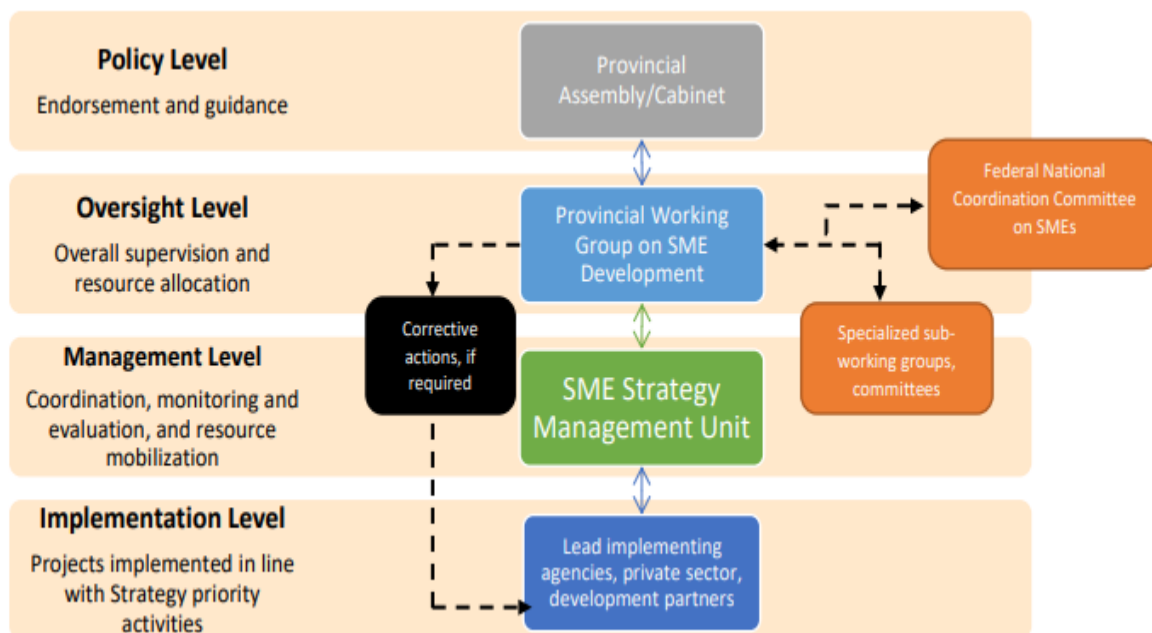 Policy Level
Endorsement and guidance
Provincial
Assembly/Cabinet
Federal National
Coordination Committee
on SMEs
Oversight Level
Overall supervision and
resource allocation
Provincial Working
Group on SME
Development
Corrective
actions, if
required
Specialized sub-
working groups,
committees
Management Level
Coordination, monitoring and
evaluation, and resource
mobilization
SME Strategy
Management Unit
Implementation Level
Projects implemented in line
with Strategy priority
activities
Lead implementing
agencies, private sector,
development partners